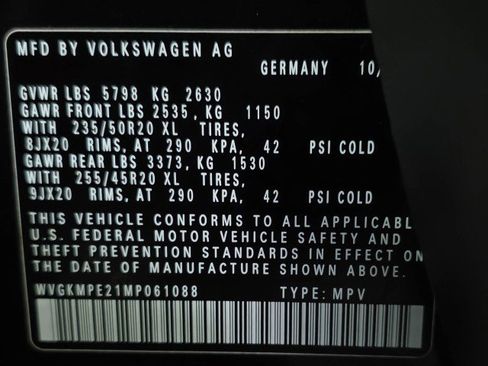 MFD BY VOLKSWAGEN AG
GERMANY 10/
GVWR LBS 5798 KG 2630
GAWR FRONT LBS 2535, KG 1150
WITH 235/50R20 XL TIRES,
8JX20 RIMS, AT 290 KPA, 42 PSI COLD
GAWR REAR LBS 3373, KG 1530
WITH 255/45R20 XL TIRES,
9JX20 RIMS, AT 290 KPA, 42 PSI COLD
THIS VEHICLE CONFORMS TO ALL APPLICABL
U.S. FEDERAL MOTOR VEHICLE SAFETY AND
THEFT PREVENTION STANDARDS IN EFFECT ON
DATE OF MANUFACTURE SHOWN ABOVE.
WVGKMPE21MP061088 TYPE: MPV